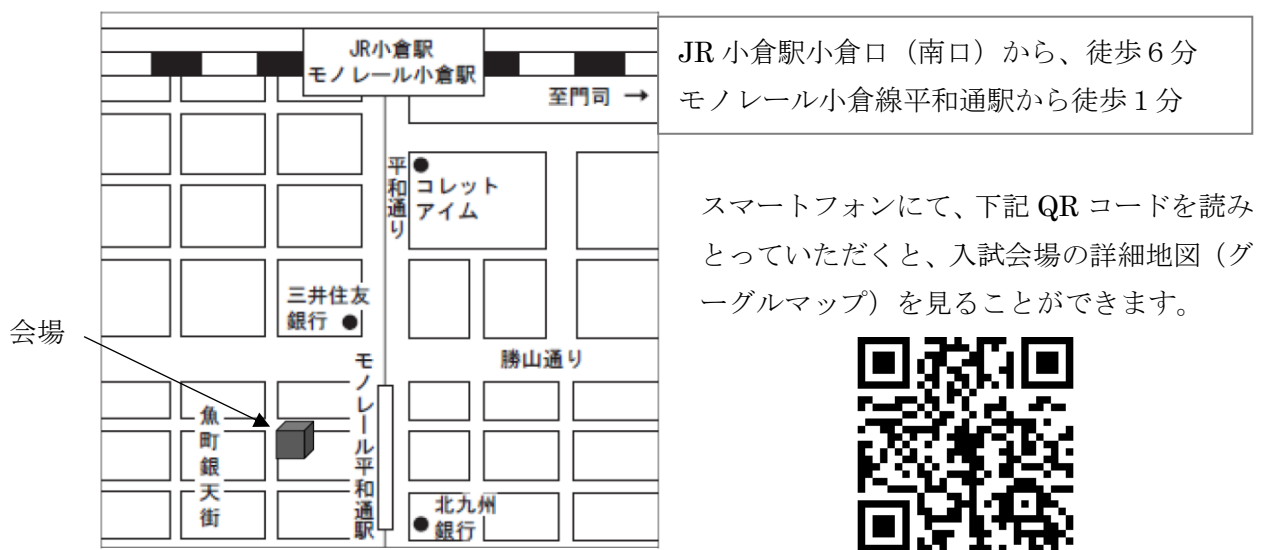 JR小倉駅
モノレール小倉駅
至門司 →
平和通り
コレット
アイム
三井住友
銀行
会場
勝山通り
モノレール平和通駅
魚町銀天街
北九州
銀行
JR 小倉駅小倉口（南口）から、徒歩６分
モノレール小倉線平和通駅から徒歩１分
スマートフォンにて、下記 QR コードを読み
とっていただくと、入試会場の詳細地図（グ
ーグルマップ）を見ることができます。